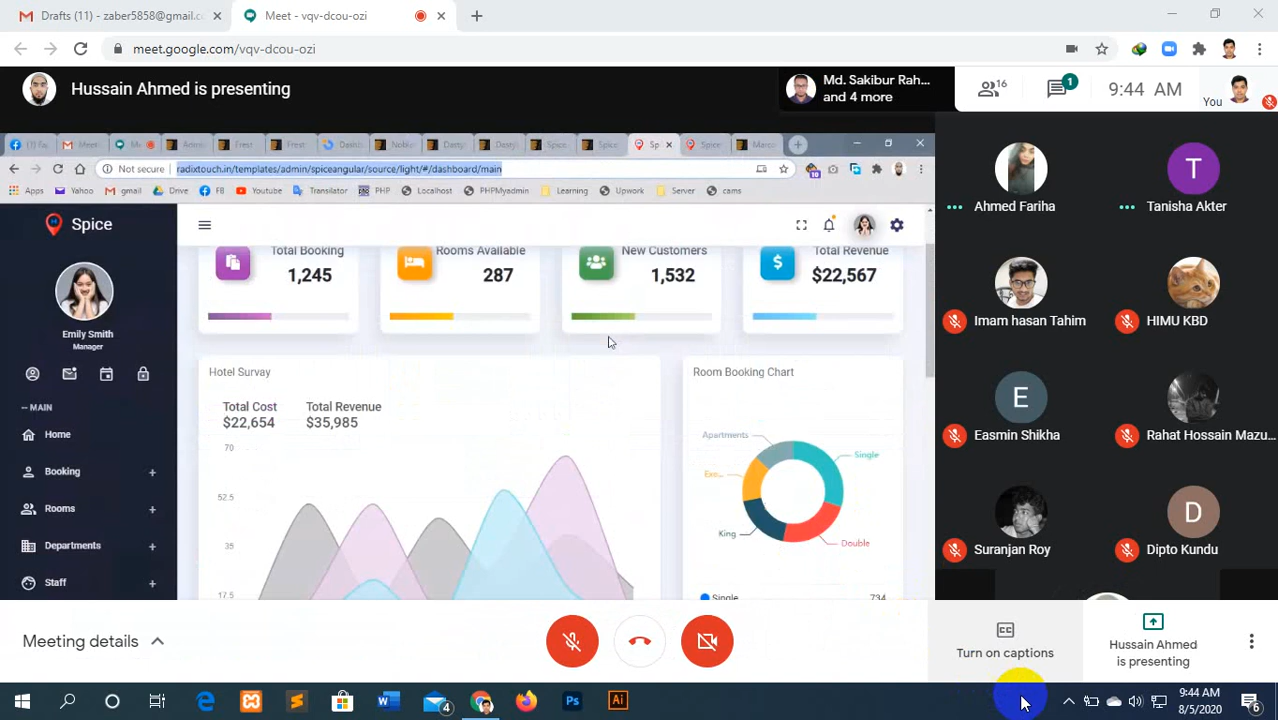 Drafts (11) - zaber5858@gmail.c
Meet - vqv-dcou-ozi
meet.google.com/vqv-dcou-ozi
Hussain Ahmed is presenting
Md. Sakibur Rah...
and 4 more
16
1
9:44 AM
You
Not secure
radixtouch.in/templates/admin/spiceangular/source/light/#/dashboard/main
Apps
Yahoo
gmail
Drive
FB
Youtube
Translator
PHP
Localhost
PHPMyadmin
Learning
Upwork
Server
cams
Spice
Emily Smith
Manager
-- MAIN
Home
Booking +
Rooms +
Departments +
Staff +
Total Booking
1,245
Rooms Available
287
New Customers
1,532
Total Revenue
$22,567
Hotel Survay
Total Cost
$22,654
Total Revenue
$35,985
70
52.5
35
17.5
Room Booking Chart
Apartments
Single
Exe...
King
Double
Single 734
Ahmed Fariha
T
Tanisha Akter
Imam hasan Tahim
HIMU KBD
E
Easmin Shikha
Rahat Hossain Mazu...
Suranjan Roy
D
Dipto Kundu
Meeting details
Turn on captions
Hussain Ahmed
is presenting
W
4
Ps
Ai
9:44 AM
8/5/2020
6